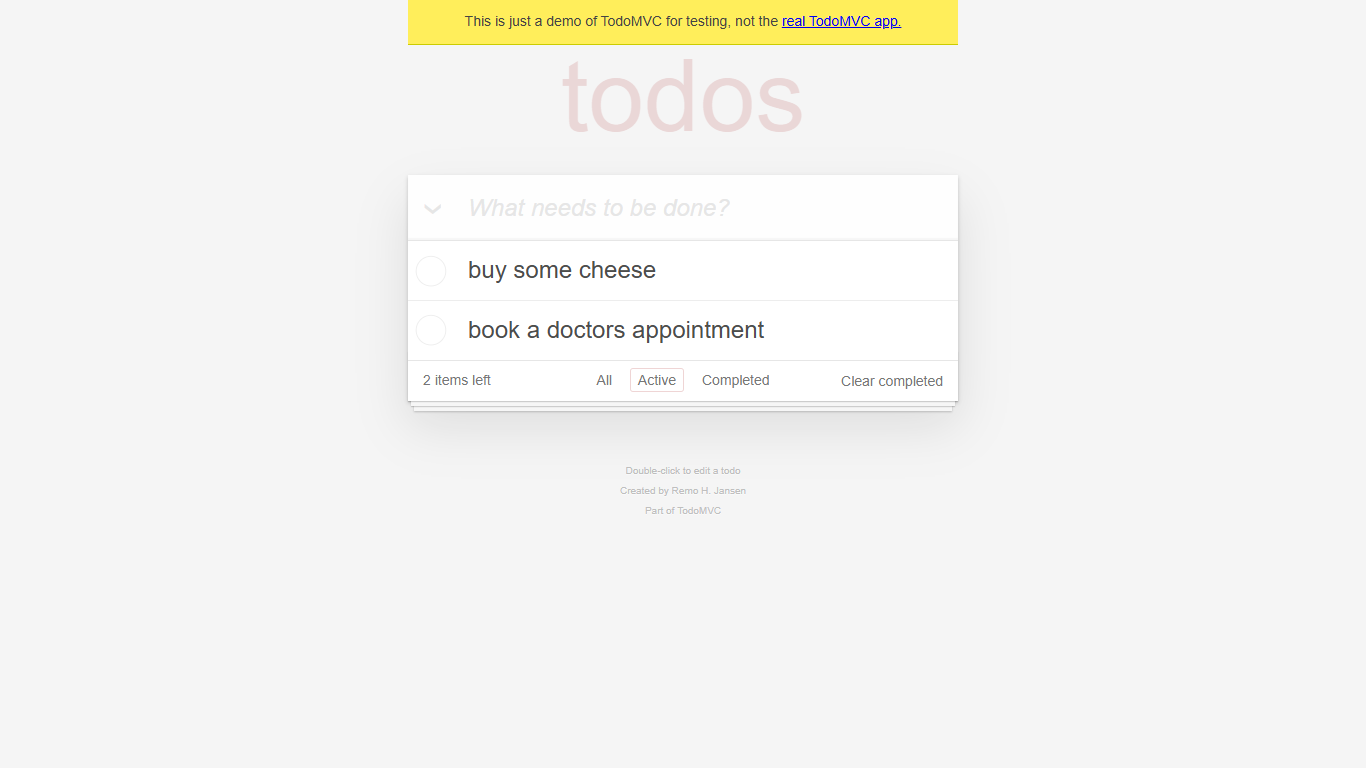 This is just a demo of TodoMVC for testing, not the real TodoMVC app.
todos
What needs to be done?
buy some cheese
book a doctors appointment
2 items left All Active Completed Clear completed
Double-click to edit a todo
Created by Remo H. Jansen
Part of TodoMVC